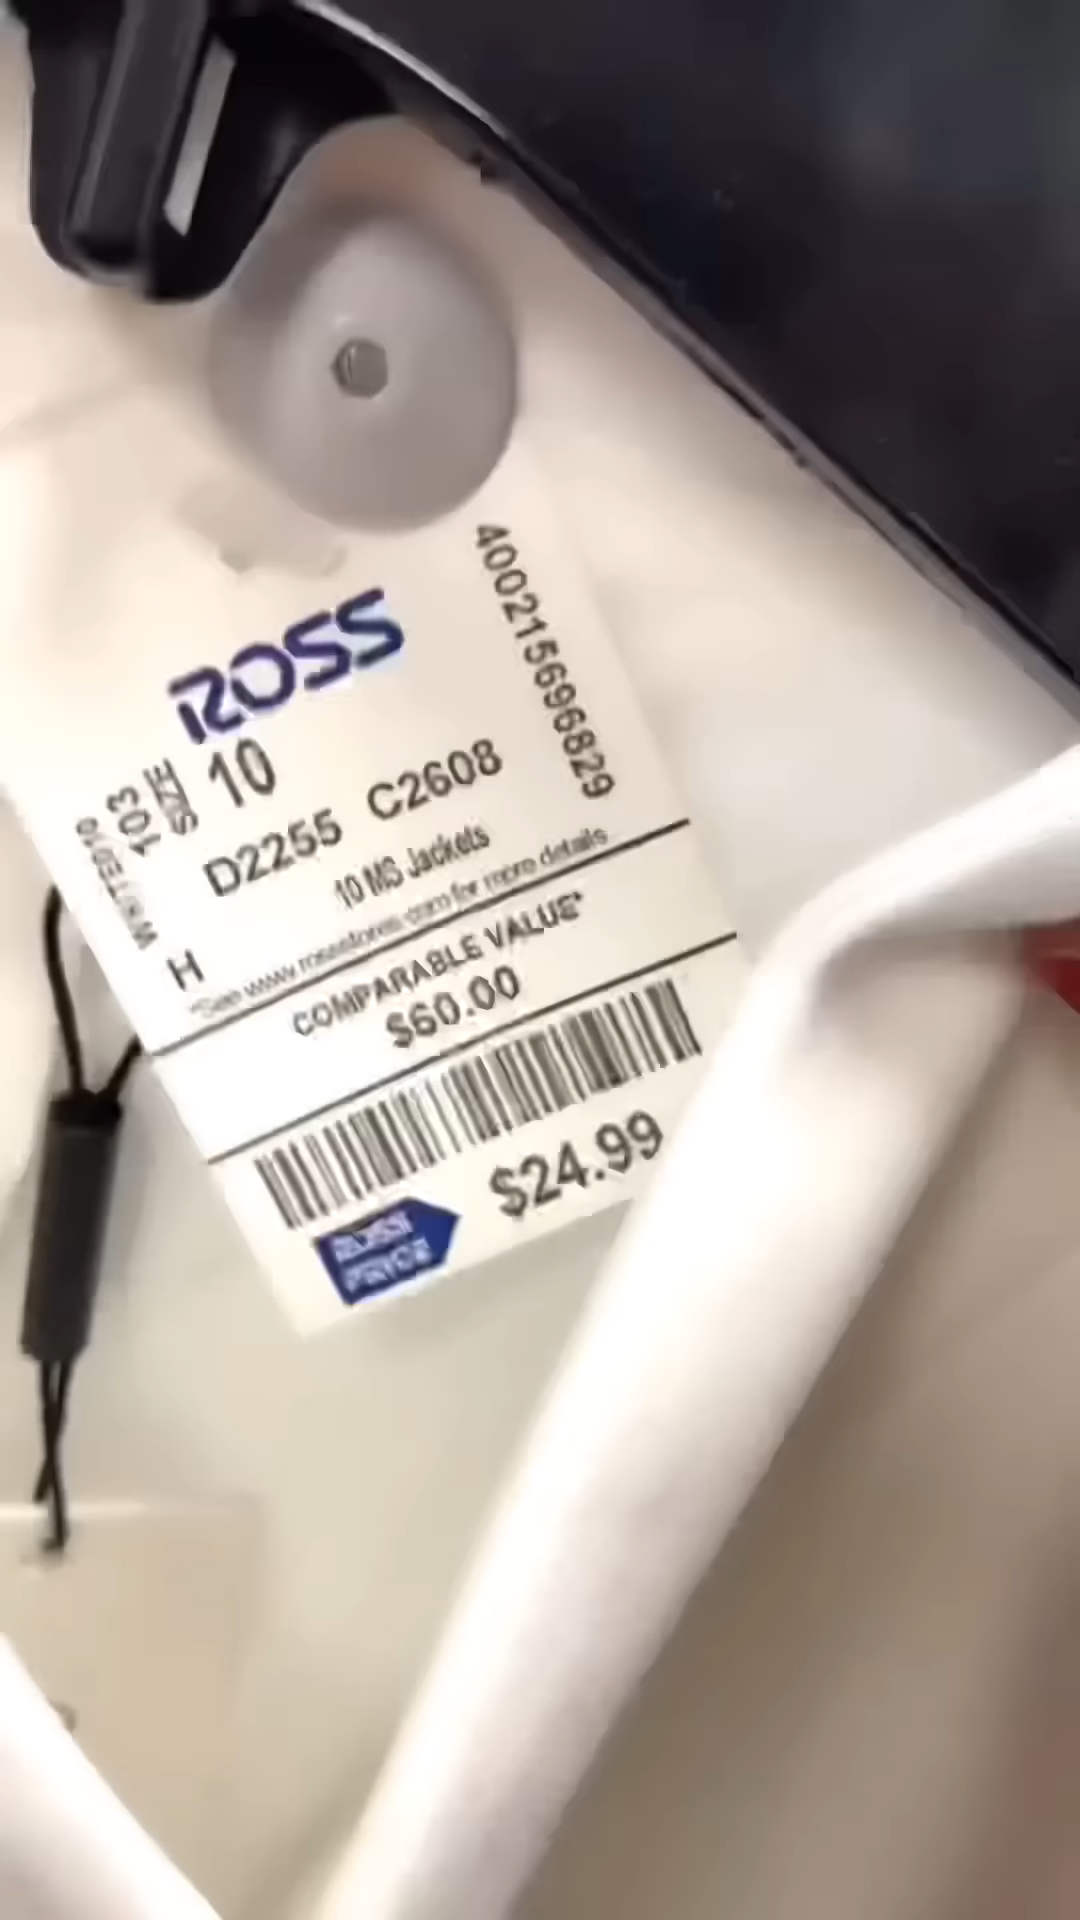 ROSS
400215696829
SIZE 10
103
D2255 C2608
10 MS Jackets
H
*See www.rossstores.com for more details
COMPARABLE VALUE*
$60.00
$24.99
ROSS
PRICE